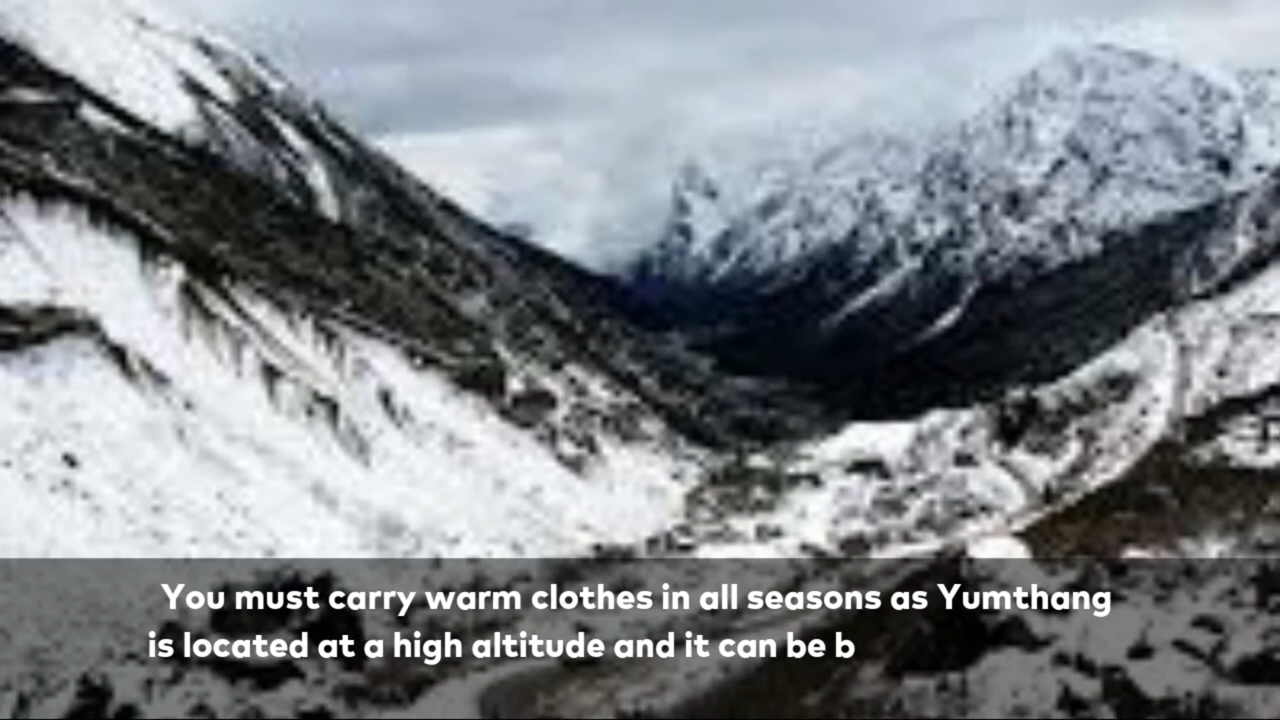 You must carry warm clothes in all seasons as Yumthang
is located at a high altitude and it can be b